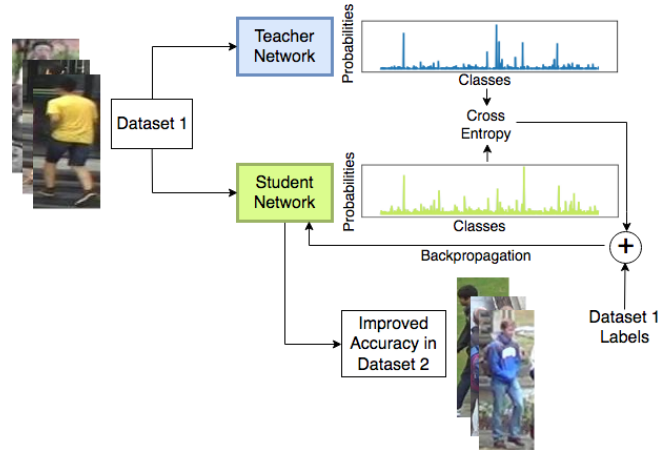 Teacher
Network
Probabilities
Classes
Dataset 1
Cross
Entropy
Student
Network
Probabilities
Classes
Backpropagation
+
Dataset 1
Labels
Improved
Accuracy in
Dataset 2